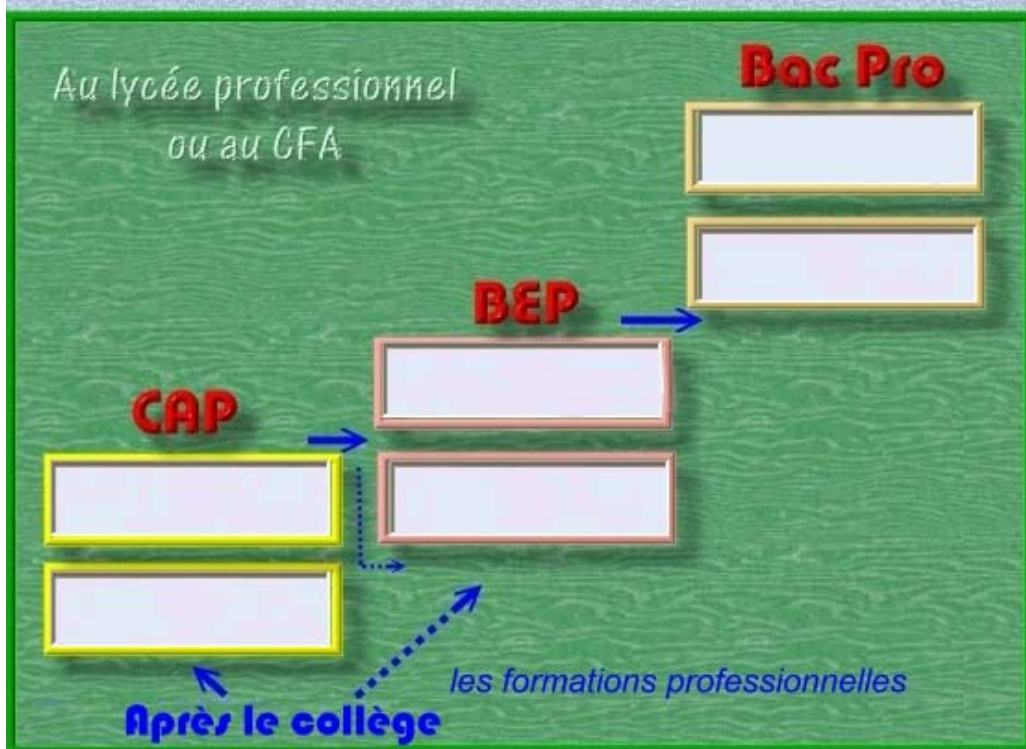 Au lycée professionnel
ou au CFA
Bac Pro
BEP
CAP
les formations professionnelles
Après le collège